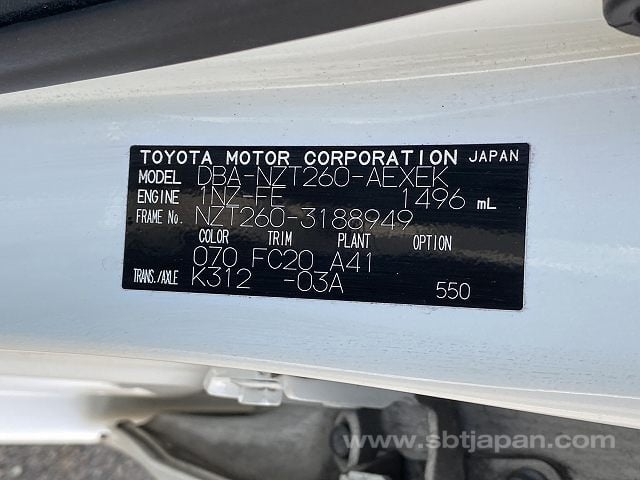 TOYOTA MOTOR CORPORATION JAPAN
MODEL DBA-NZT260-AEXEK
ENGINE 1NZ-FE 1496 mL
FRAME No. NZT260-3188949
COLOR TRIM PLANT OPTION
070 FC20 A41
TRANS./AXLE K312 -03A 550
www.sbtjapan.com